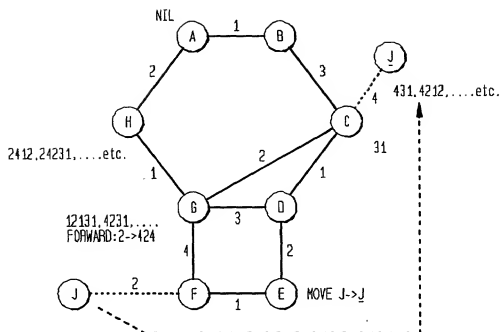 NIL
A 1 B
J
2 3
4
431,4212,....etc.
H C
31
2412,24231,....etc.
2
1 1
G 3 D
12131,4231,....
FORWARD:2->424
4 2
J 2 F 1 E MOVE J->J